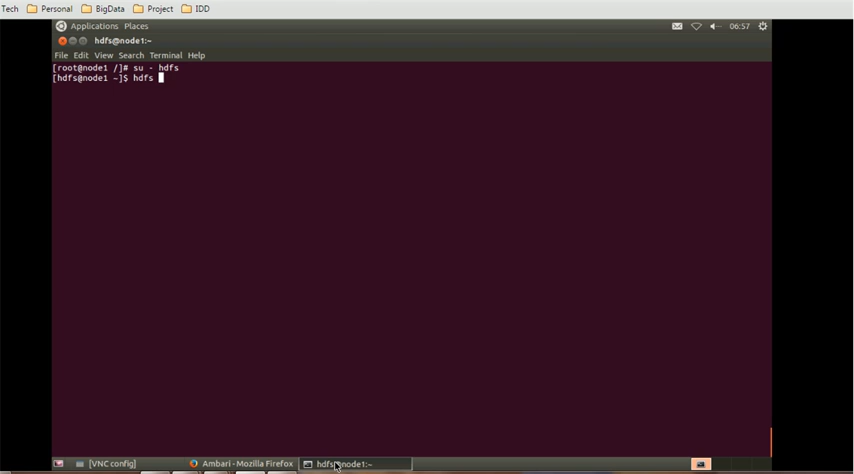 Tech Personal BigData Project IDD
Applications Places 06:57
hdfs@node1:~
File Edit View Search Terminal Help
[root@node1 /]# su - hdfs
[hdfs@node1 ~]$ hdfs
[VNC config] Ambari - Mozilla Firefox hdfs@node1:~